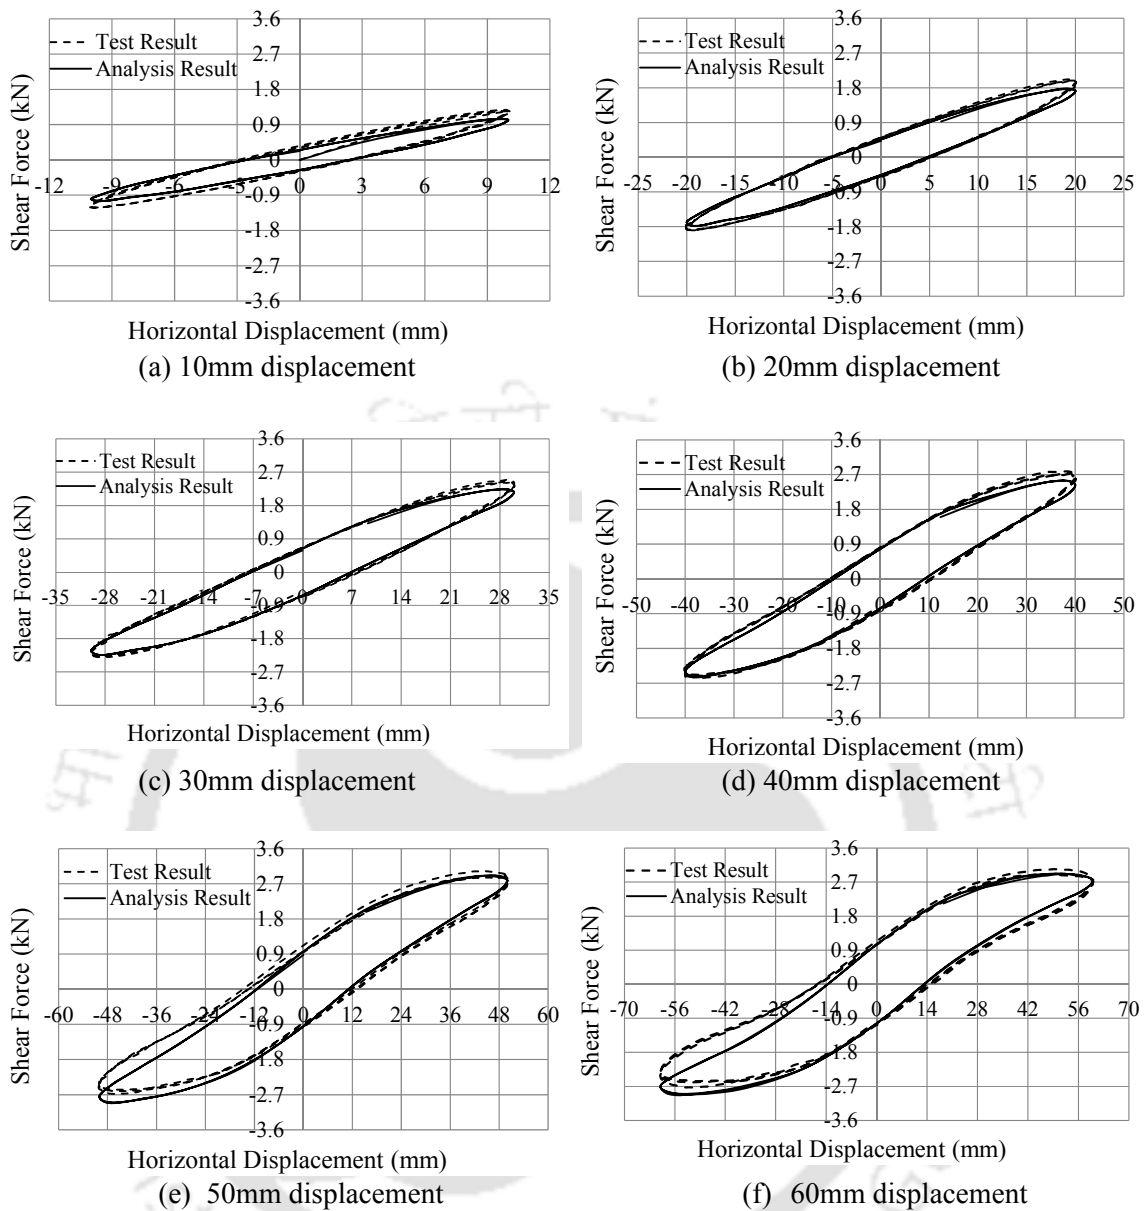 3.6
2.7
1.8
0.9
0
-0.9
-1.8
-2.7
-3.6
-12 -9 -6 -3 0 3 6 9 12
Test Result
Analysis Result
Shear Force (kN)
Horizontal Displacement (mm)
(a) 10mm displacement
3.6
2.7
1.8
0.9
0
-0.9
-1.8
-2.7
-3.6
-25 -20 -15 -10 -5 0 5 10 15 20 25
Test Result
Analysis Result
Shear Force (kN)
Horizontal Displacement (mm)
(b) 20mm displacement
3.6
2.7
1.8
0.9
0
-0.9
-1.8
-2.7
-3.6
-35 -28 -21 -14 -7 0 7 14 21 28 35
Test Result
Analysis Result
Shear Force (kN)
Horizontal Displacement (mm)
(c) 30mm displacement
3.6
2.7
1.8
0.9
0
-0.9
-1.8
-2.7
-3.6
-50 -40 -30 -20 -10 0 10 20 30 40 50
Test Result
Analysis Result
Shear Force (kN)
Horizontal Displacement (mm)
(d) 40mm displacement
3.6
2.7
1.8
0.9
0
-0.9
-1.8
-2.7
-3.6
-60 -48 -36 -24 -12 0 12 24 36 48 60
Test Result
Analysis Result
Shear Force (kN)
Horizontal Displacement (mm)
(e) 50mm displacement
3.6
2.7
1.8
0.9
0
-0.9
-1.8
-2.7
-3.6
-70 -56 -42 -28 -14 0 14 28 42 56 70
Test Result
Analysis Result
Shear Force (kN)
Horizontal Displacement (mm)
(f) 60mm displacement